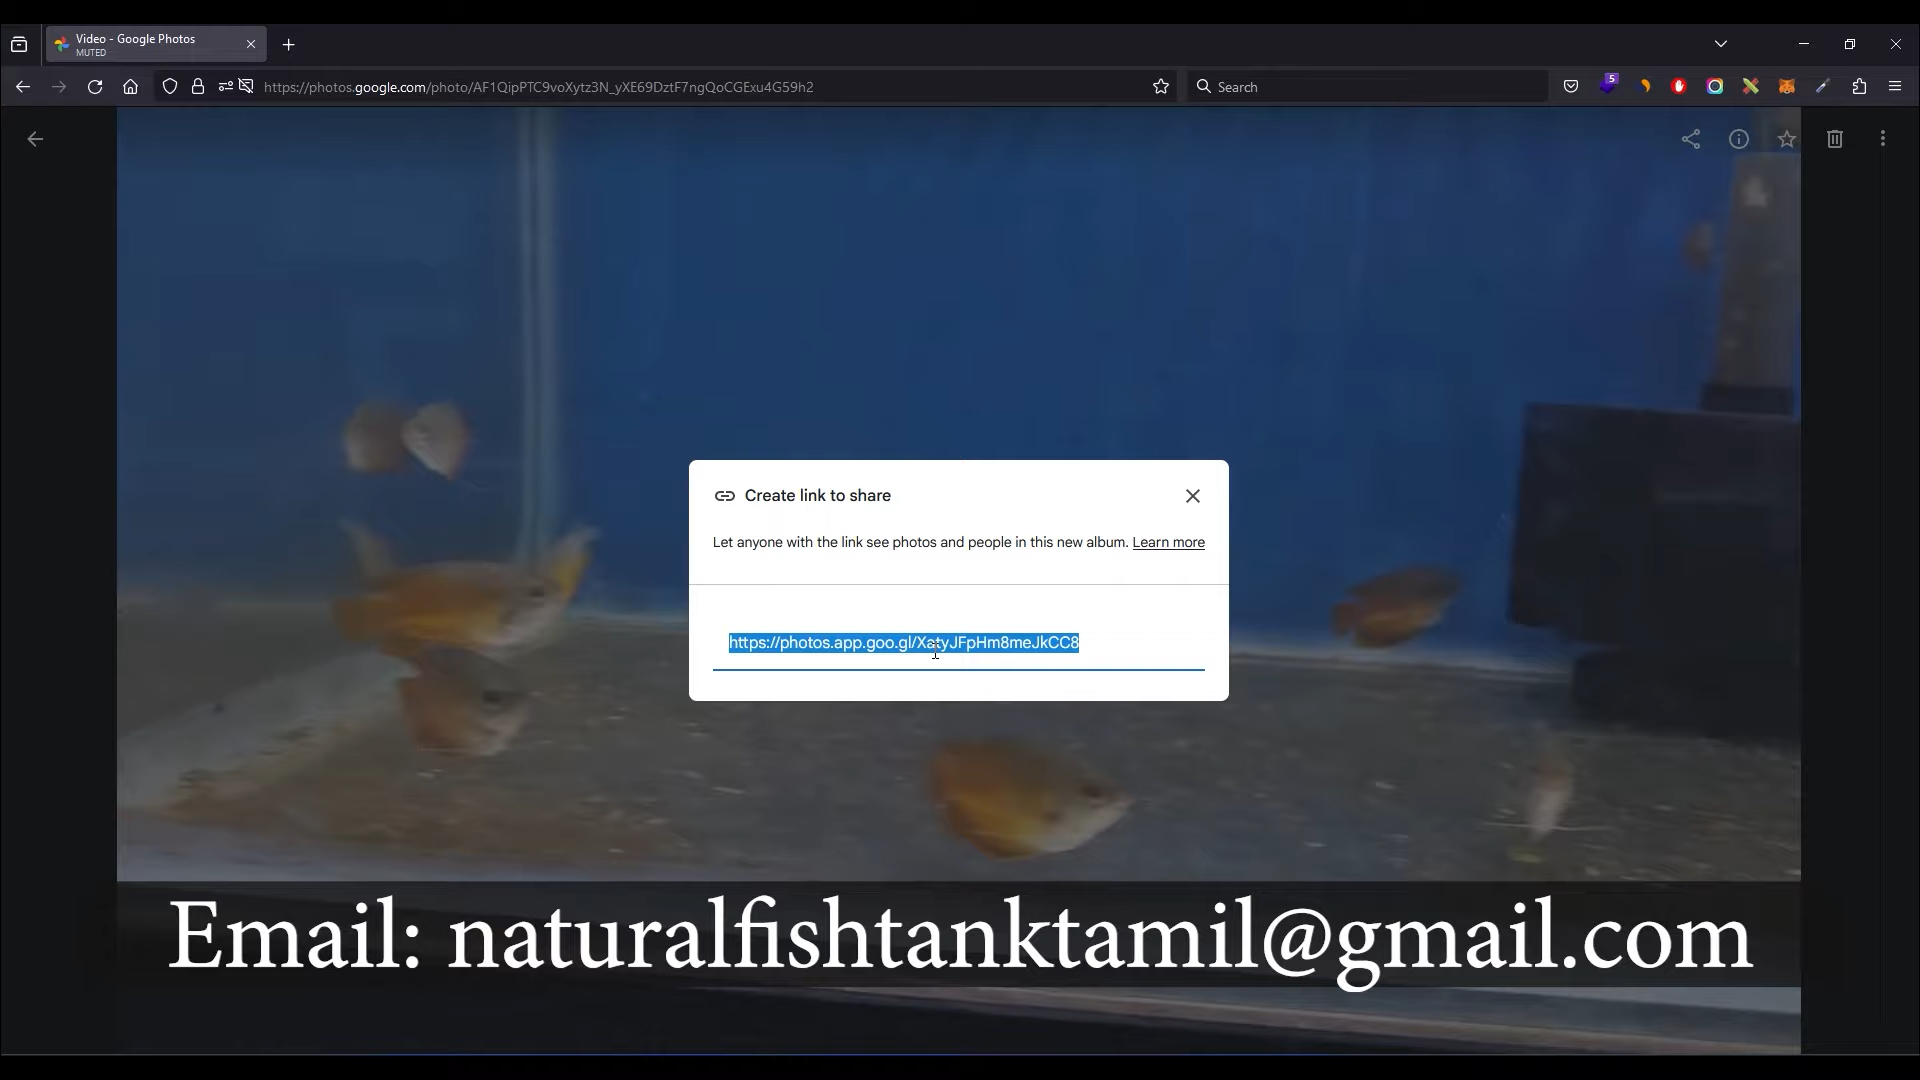 Video - Google Photos
MUTED
5
https://photos.google.com/photo/AF1QipPTC9voXytz3N_yXE69DztF7ngQoCGExu4G59h2
Search
Create link to share
Let anyone with the link see photos and people in this new album. Learn more
https://photos.app.goo.gl/XatyJFpHm8meJkCC8
Email: naturalfishtanktamil@gmail.com